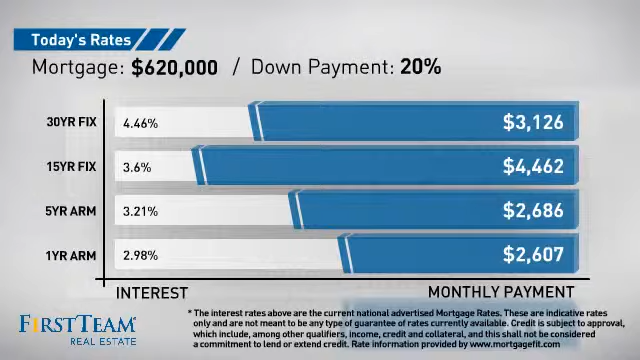 Today's Rates
Mortgage: $620,000 / Down Payment: 20%
30YR FIX 4.46% $3,126
15YR FIX 3.6% $4,462
5YR ARM 3.21% $2,686
1YR ARM 2.98% $2,607
INTEREST MONTHLY PAYMENT
FIRSTTEAM®
REAL ESTATE
* The interest rates above are the current national advertised Mortgage Rates. These are indicative rates
only and are not meant to be any type of guarantee of rates currently available. Credit is subject to approval,
which include, among other qualifiers, income, credit and collateral, and this shall not be considered
a commitment to lend or extend credit. Rate information provided by www.mortgagefit.com